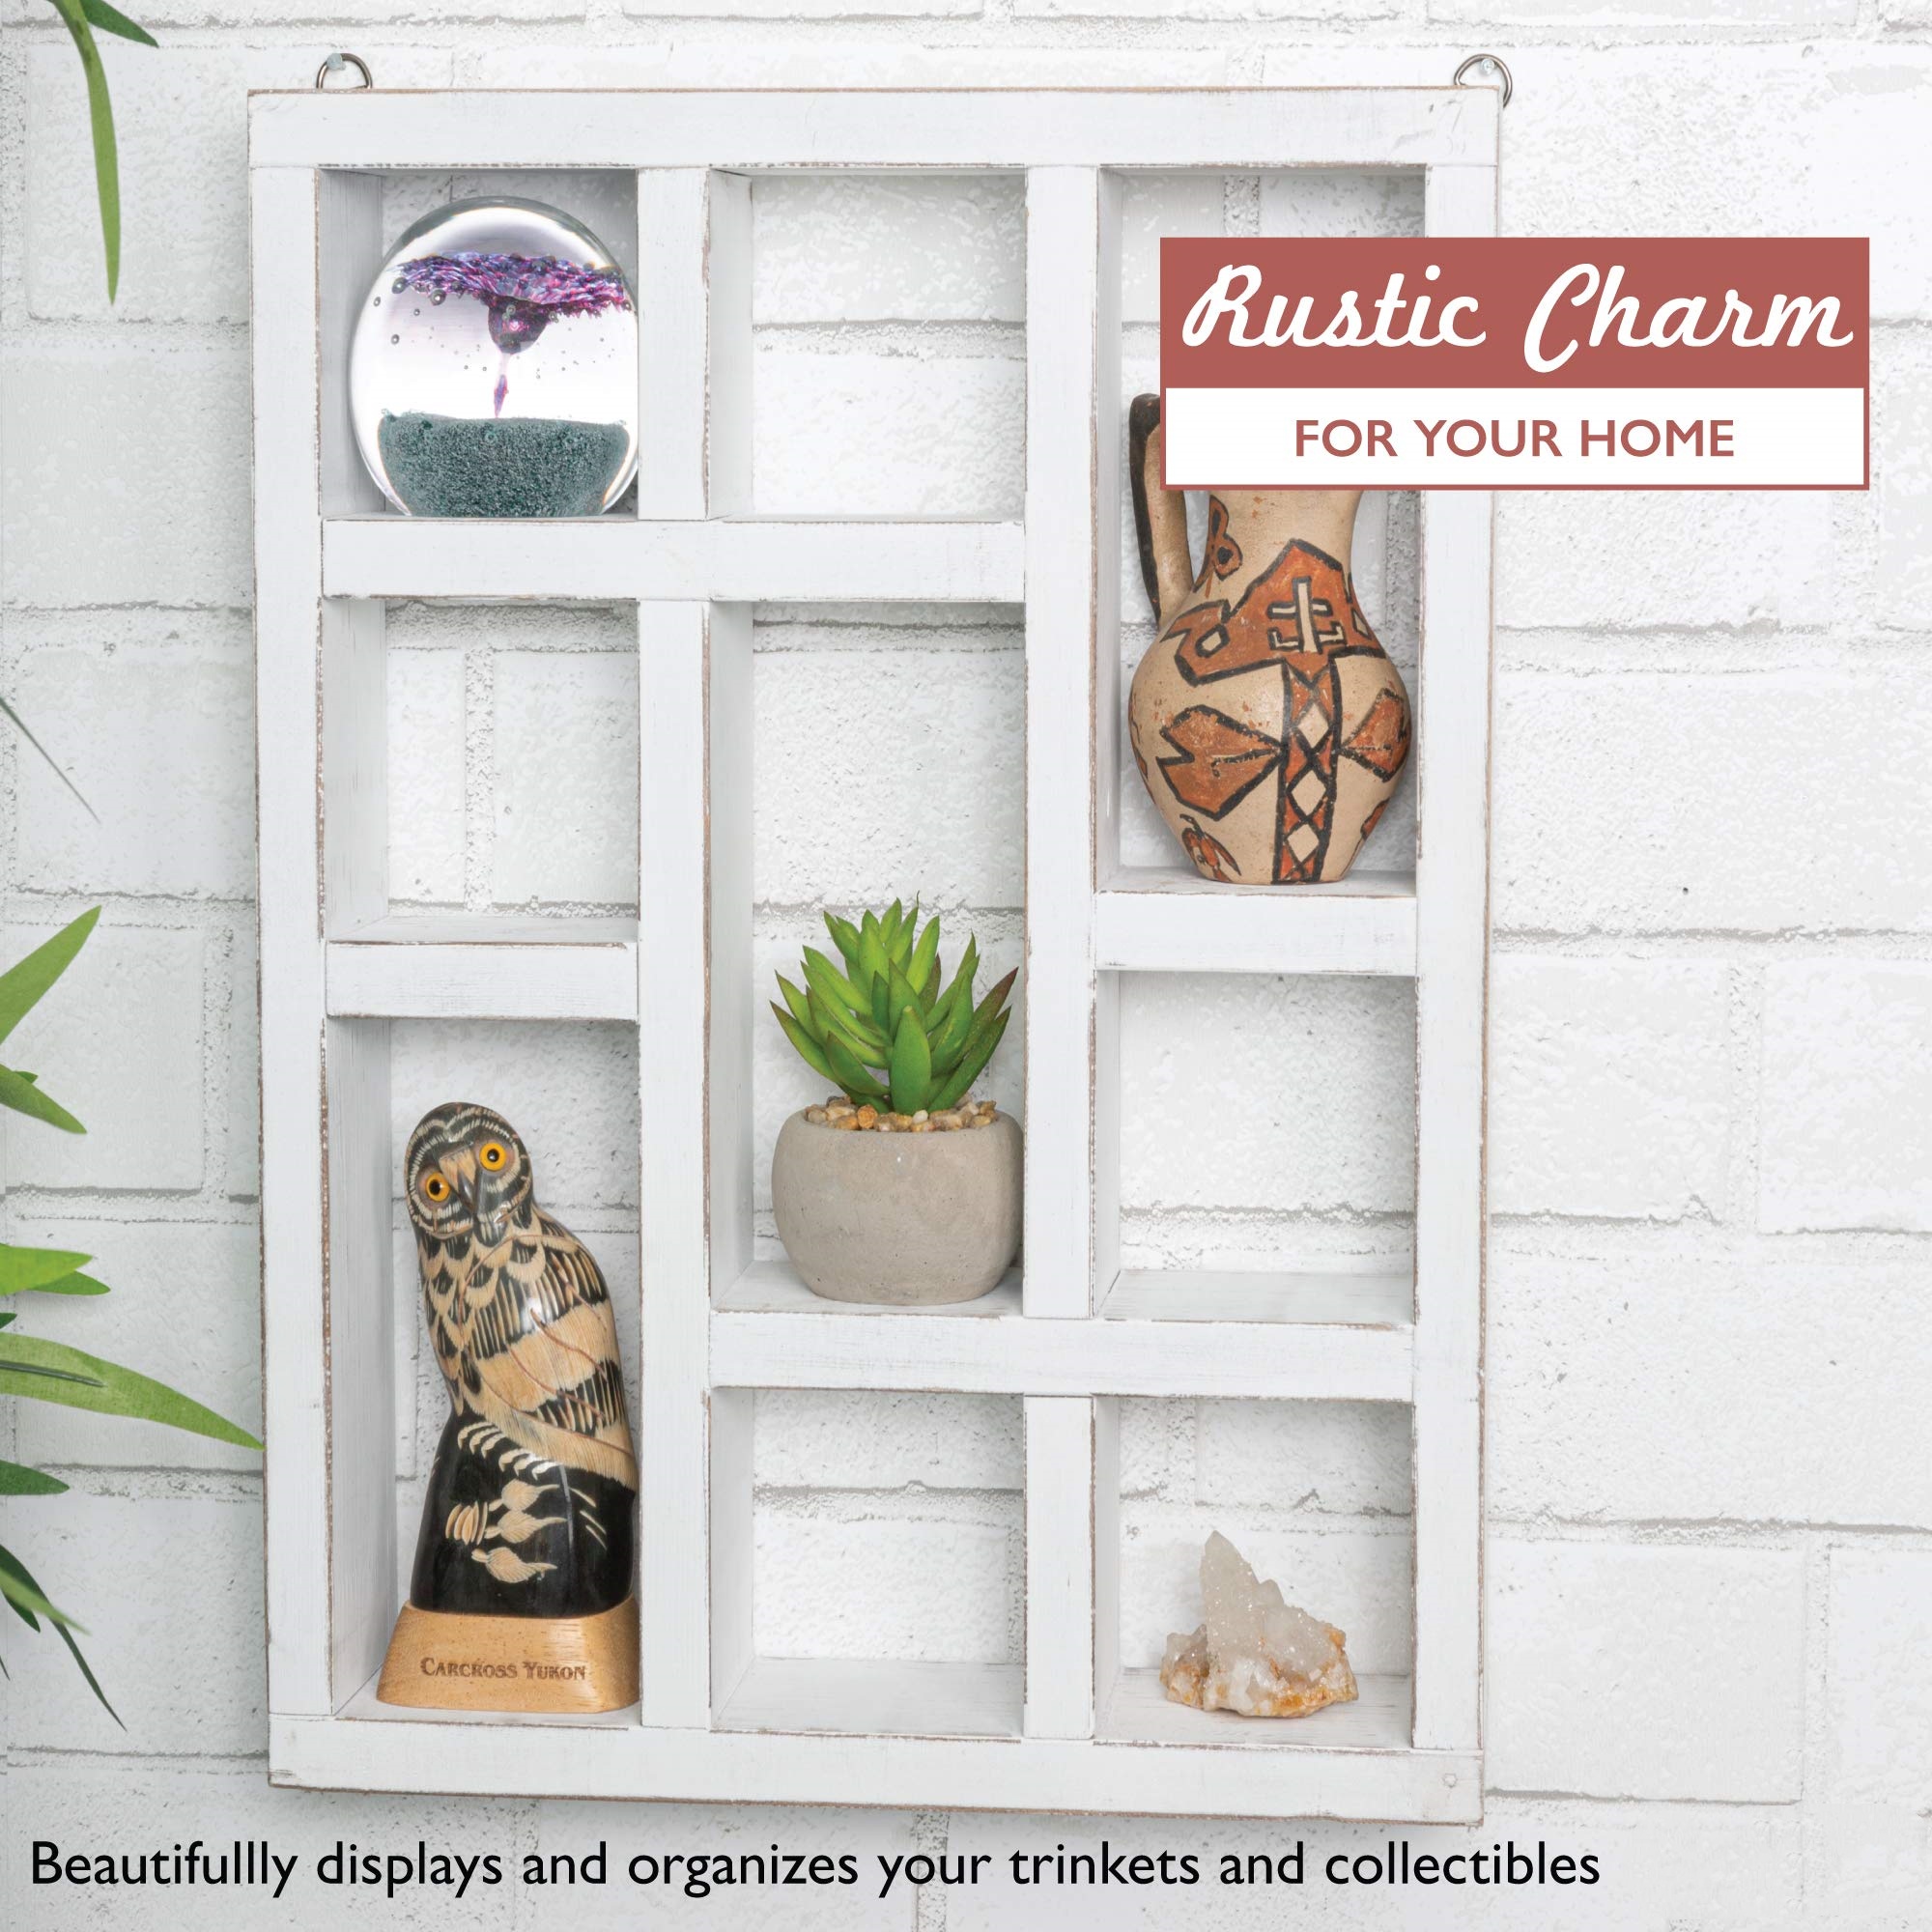 Rustic Charm
FOR YOUR HOME
CARCROSS YUKON
Beautifullly displays and organizes your trinkets and collectibles